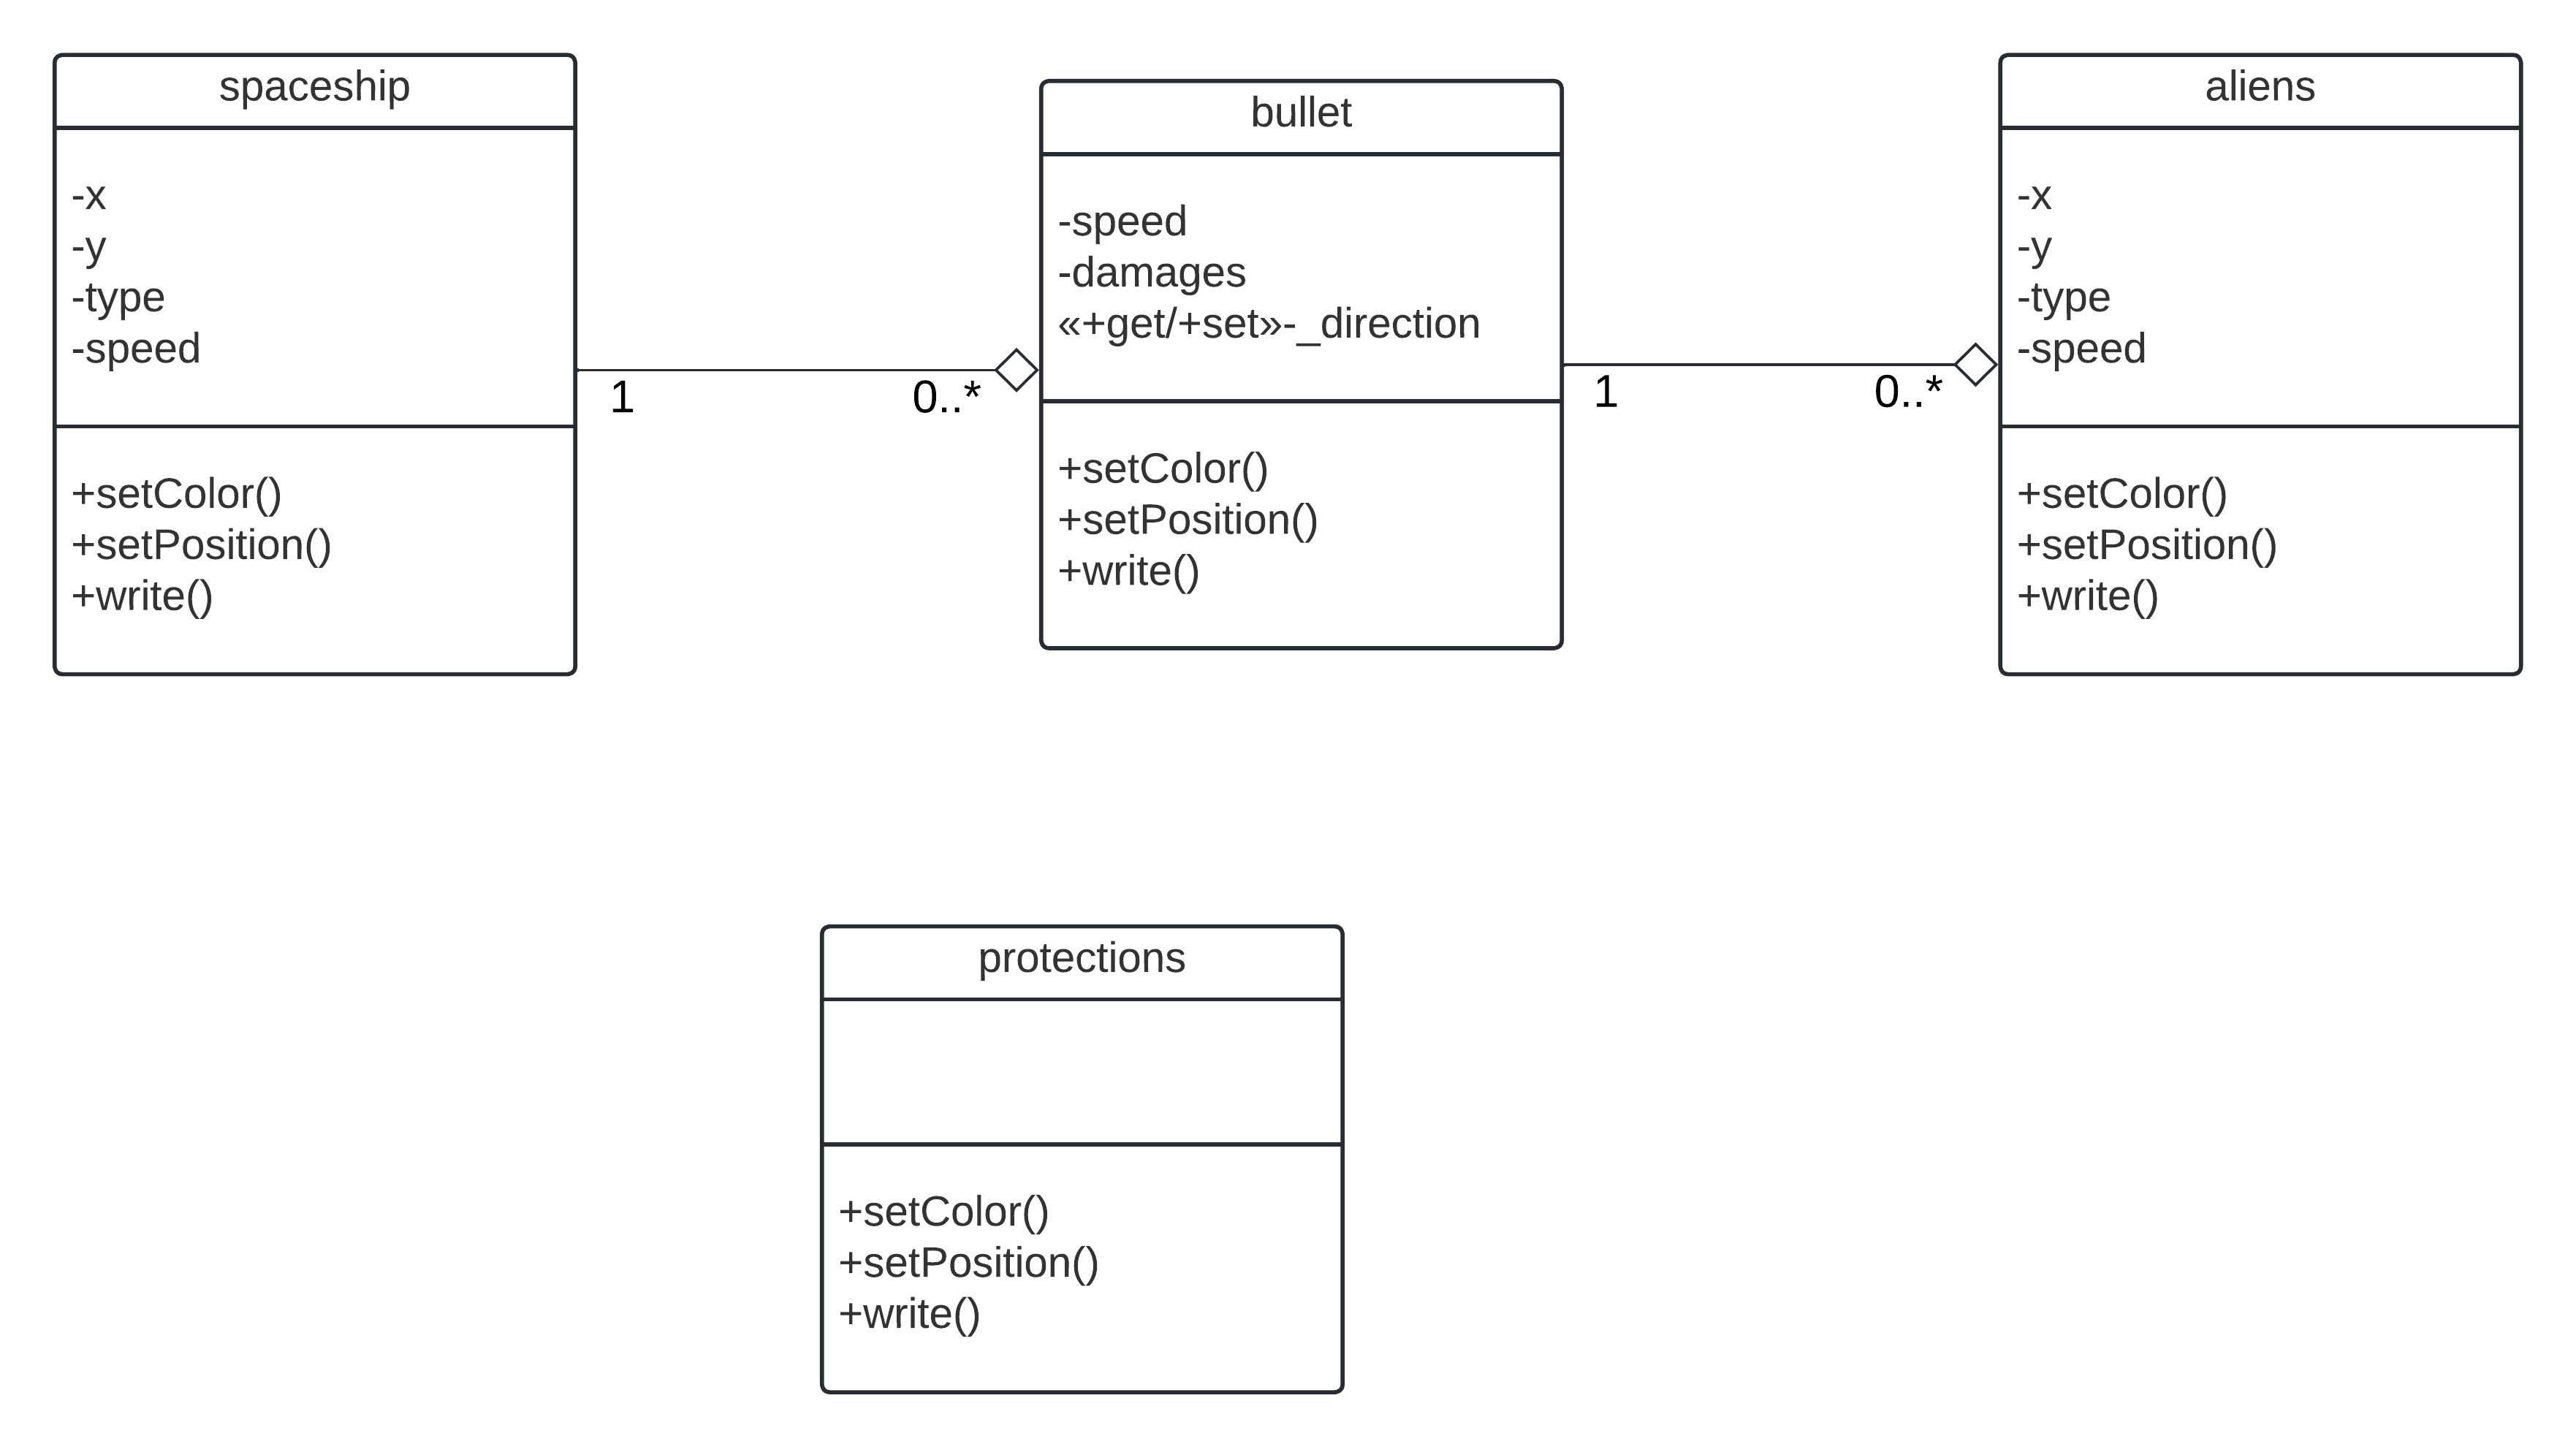 spaceship
-x
-y
-type
-speed
+setColor()
+setPosition()
+write()
1
0..*
bullet
-speed
-damages
«+get/+set»-_direction
+setColor()
+setPosition()
+write()
1
0..*
aliens
-x
-y
-type
-speed
+setColor()
+setPosition()
+write()
protections
+setColor()
+setPosition()
+write()